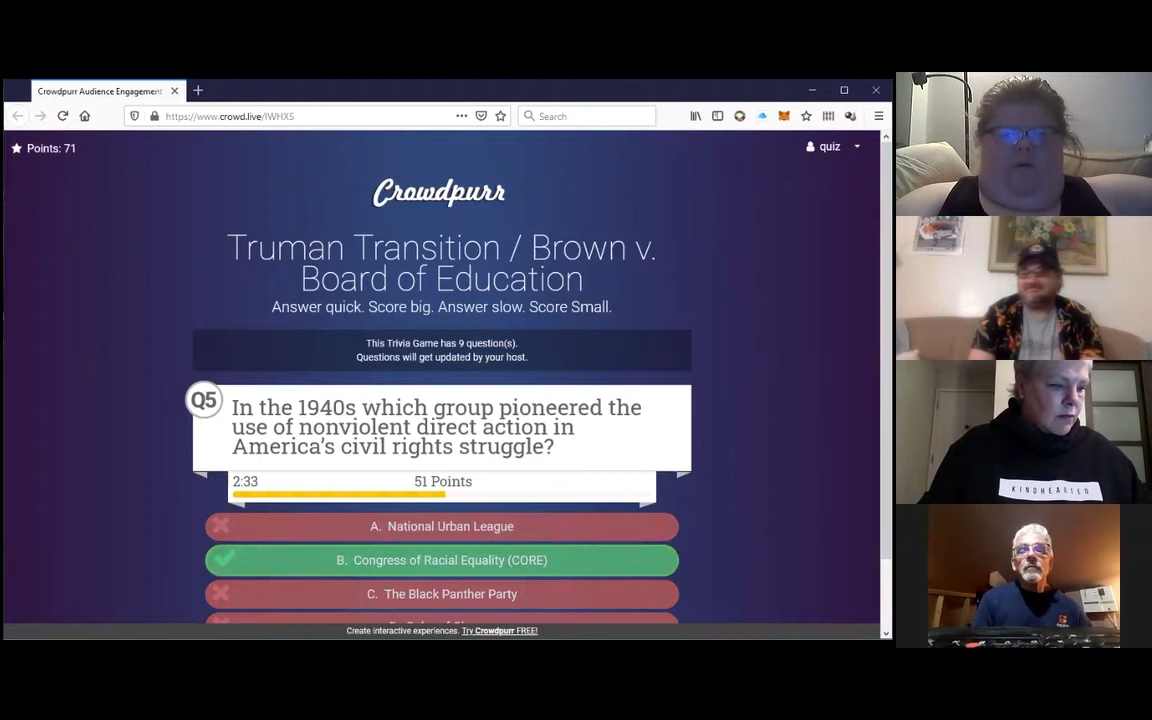 Crowdpurr Audience Engagement
https://www.crowd.live/IWHX5
Search
Points: 71
quiz
Crowdpurr
Truman Transition / Brown v.
Board of Education
Answer quick. Score big. Answer slow. Score Small.
This Trivia Game has 9 question(s).
Questions will get updated by your host.
Q5
In the 1940s which group pioneered the
use of nonviolent direct action in
America's civil rights struggle?
2:33
51 Points
A. National Urban League
B. Congress of Racial Equality (CORE)
C. The Black Panther Party
Create interactive experiences. Try Crowdpurr FREE!
KINDHEARTED